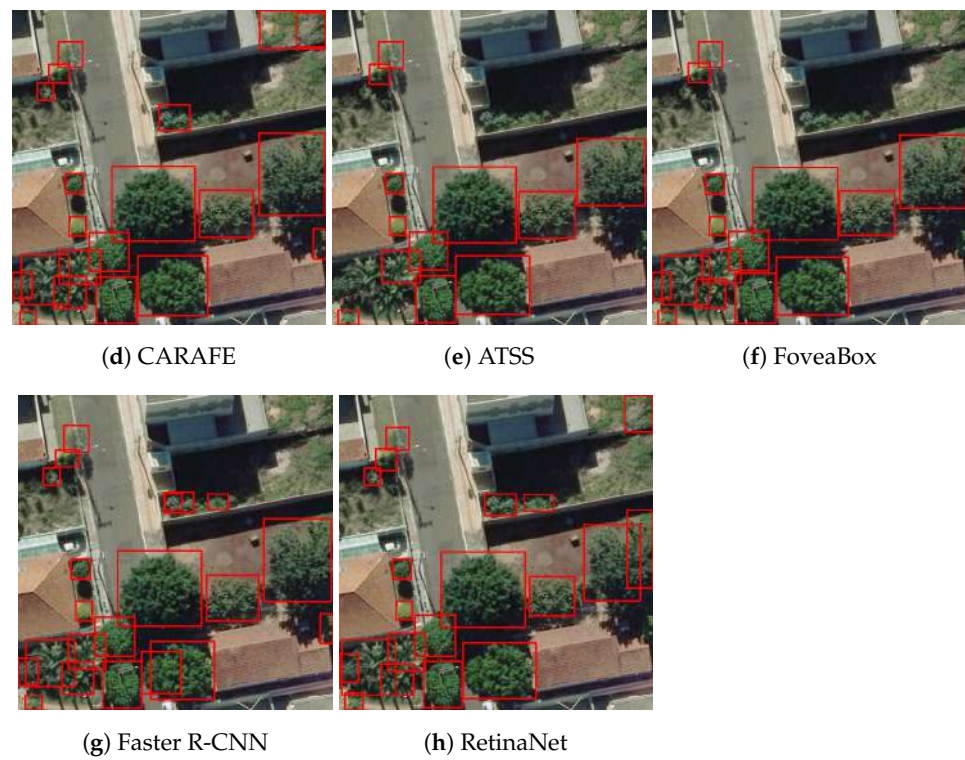 (d) CARAFE
(e) ATSS
(f) FoveaBox
(g) Faster R-CNN
(h) RetinaNet